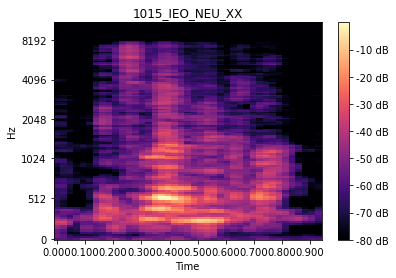 1015_IEO_NEU_XX
8192
4096
2048
1024
512
0
Hz
0.0000.1000.2000.3000.4000.5000.6000.7000.8000.900
Time
-10 dB
-20 dB
-30 dB
-40 dB
-50 dB
-60 dB
-70 dB
-80 dB